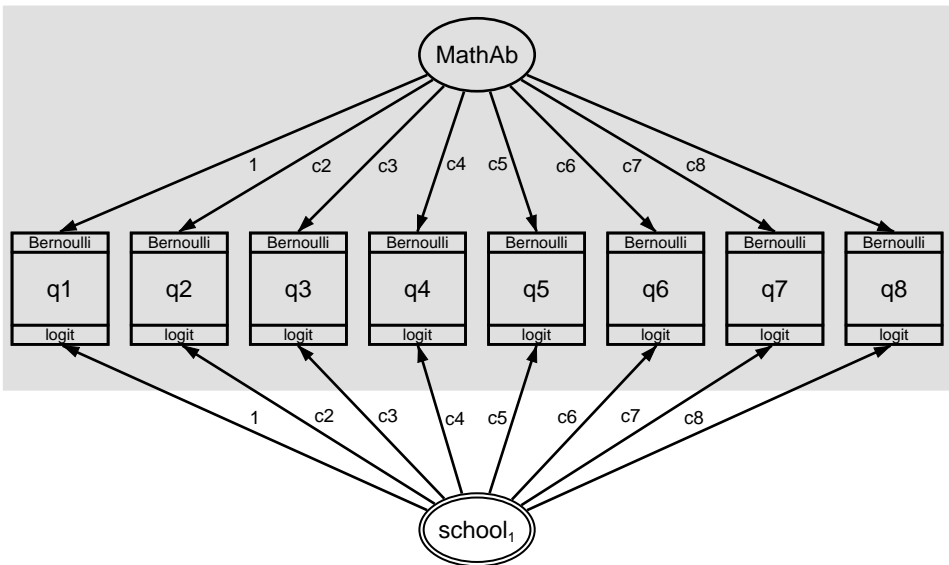 MathAb
1 c2 c3 c4 c5 c6 c7 c8
Bernoulli Bernoulli Bernoulli Bernoulli Bernoulli Bernoulli Bernoulli Bernoulli
q1 q2 q3 q4 q5 q6 q7 q8
logit logit logit logit logit logit logit logit
1 c2 c3 c4 c5 c6 c7 c8
school₁